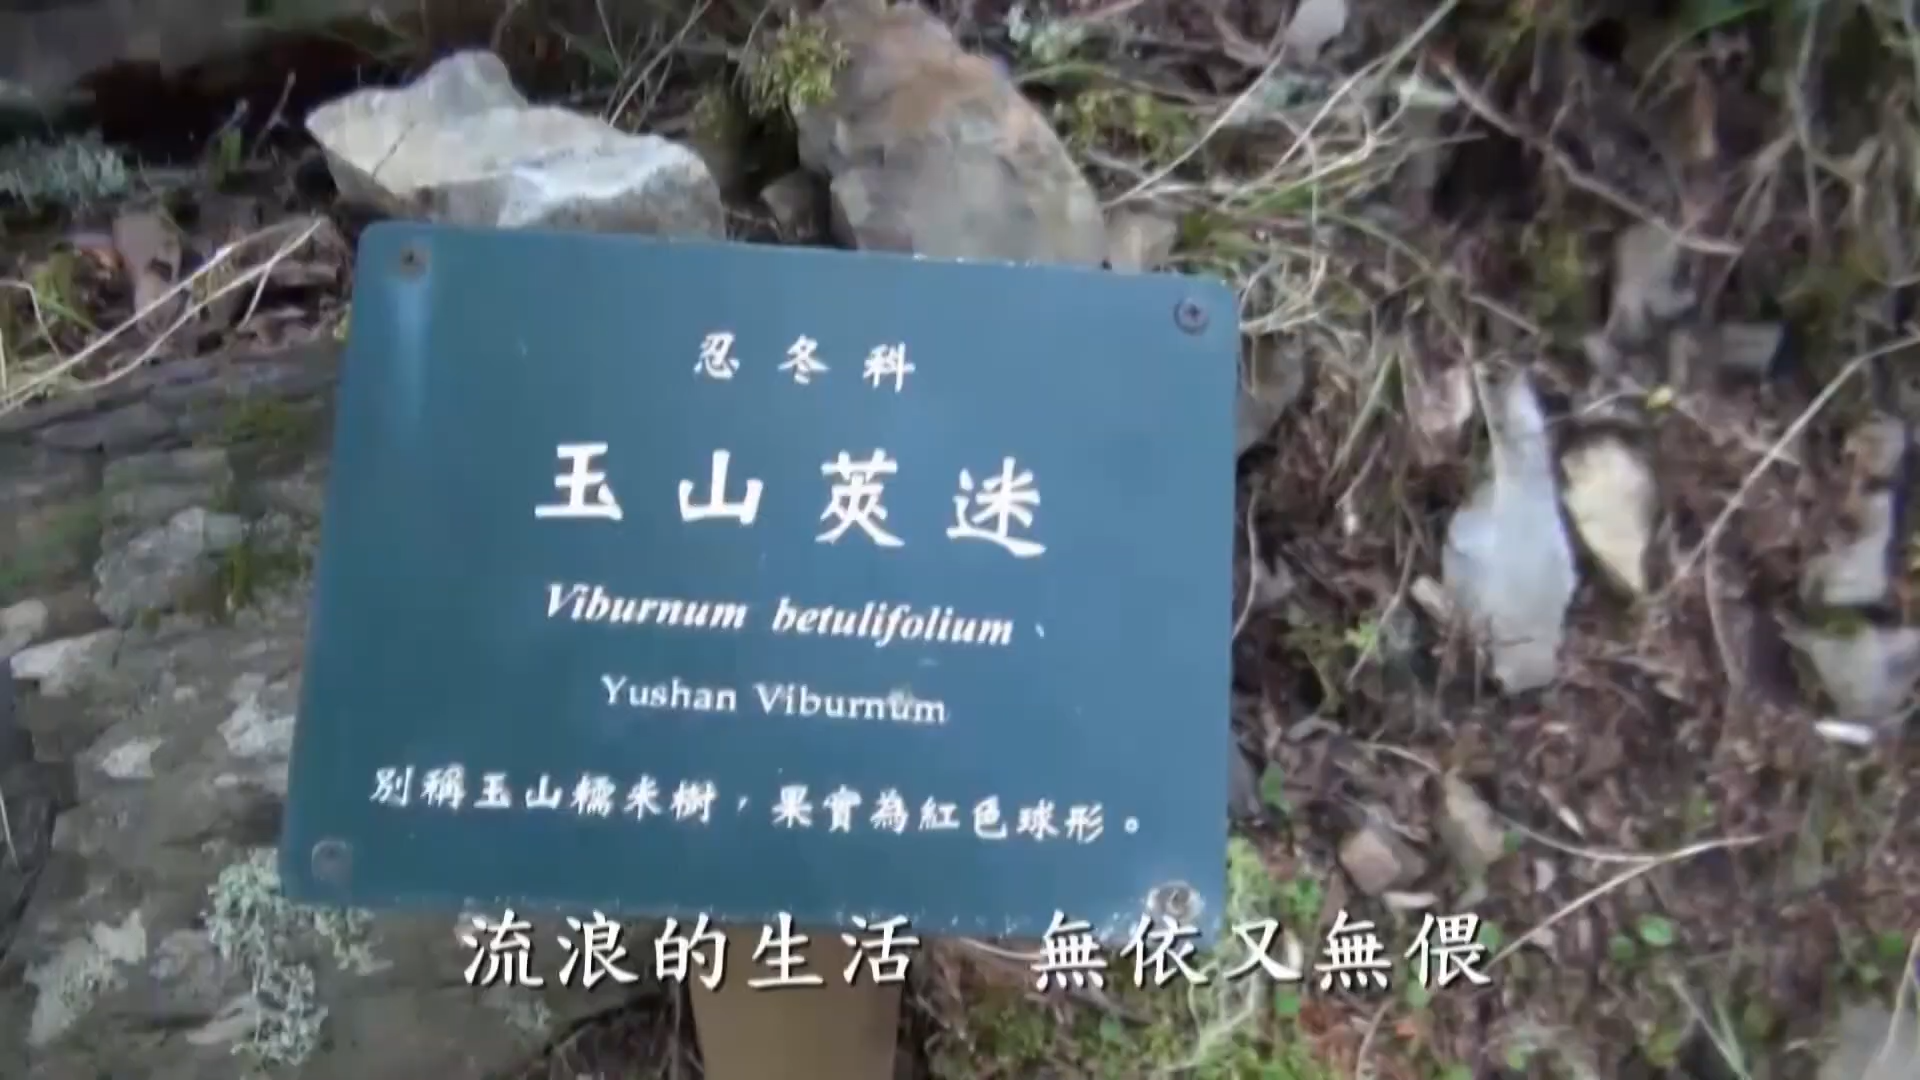 忍冬科
玉山莢迷
Viburnum betulifolium
Yushan Viburnum
別稱玉山糯米樹，果實為紅色球形。
流浪的生活 無依又無偎